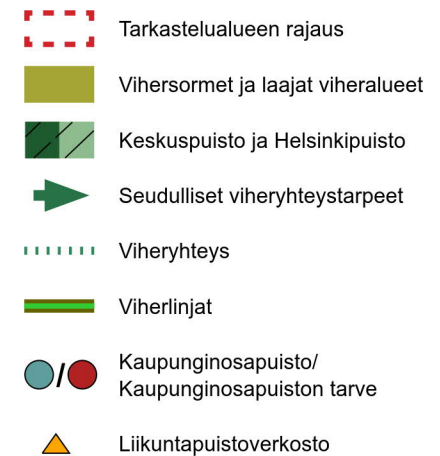 Tarkastelualueen rajaus
Vihersormet ja laajat viheralueet
Keskuspuisto ja Helsinkipuisto
Seudulliset viheryhteystarpeet
Viheryhteys
Viherlinjat
/
Kaupunginosapuisto/
Kaupunginosapuiston tarve
Liikuntapuistoverkosto